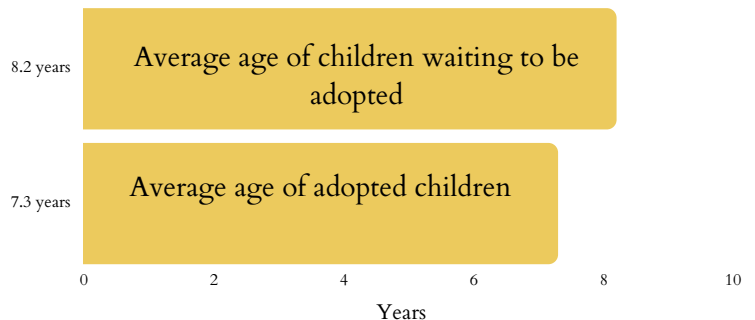 8.2 years
Average age of children waiting to be
adopted
7.3 years
Average age of adopted children
0 2 4 6 8 10
Years